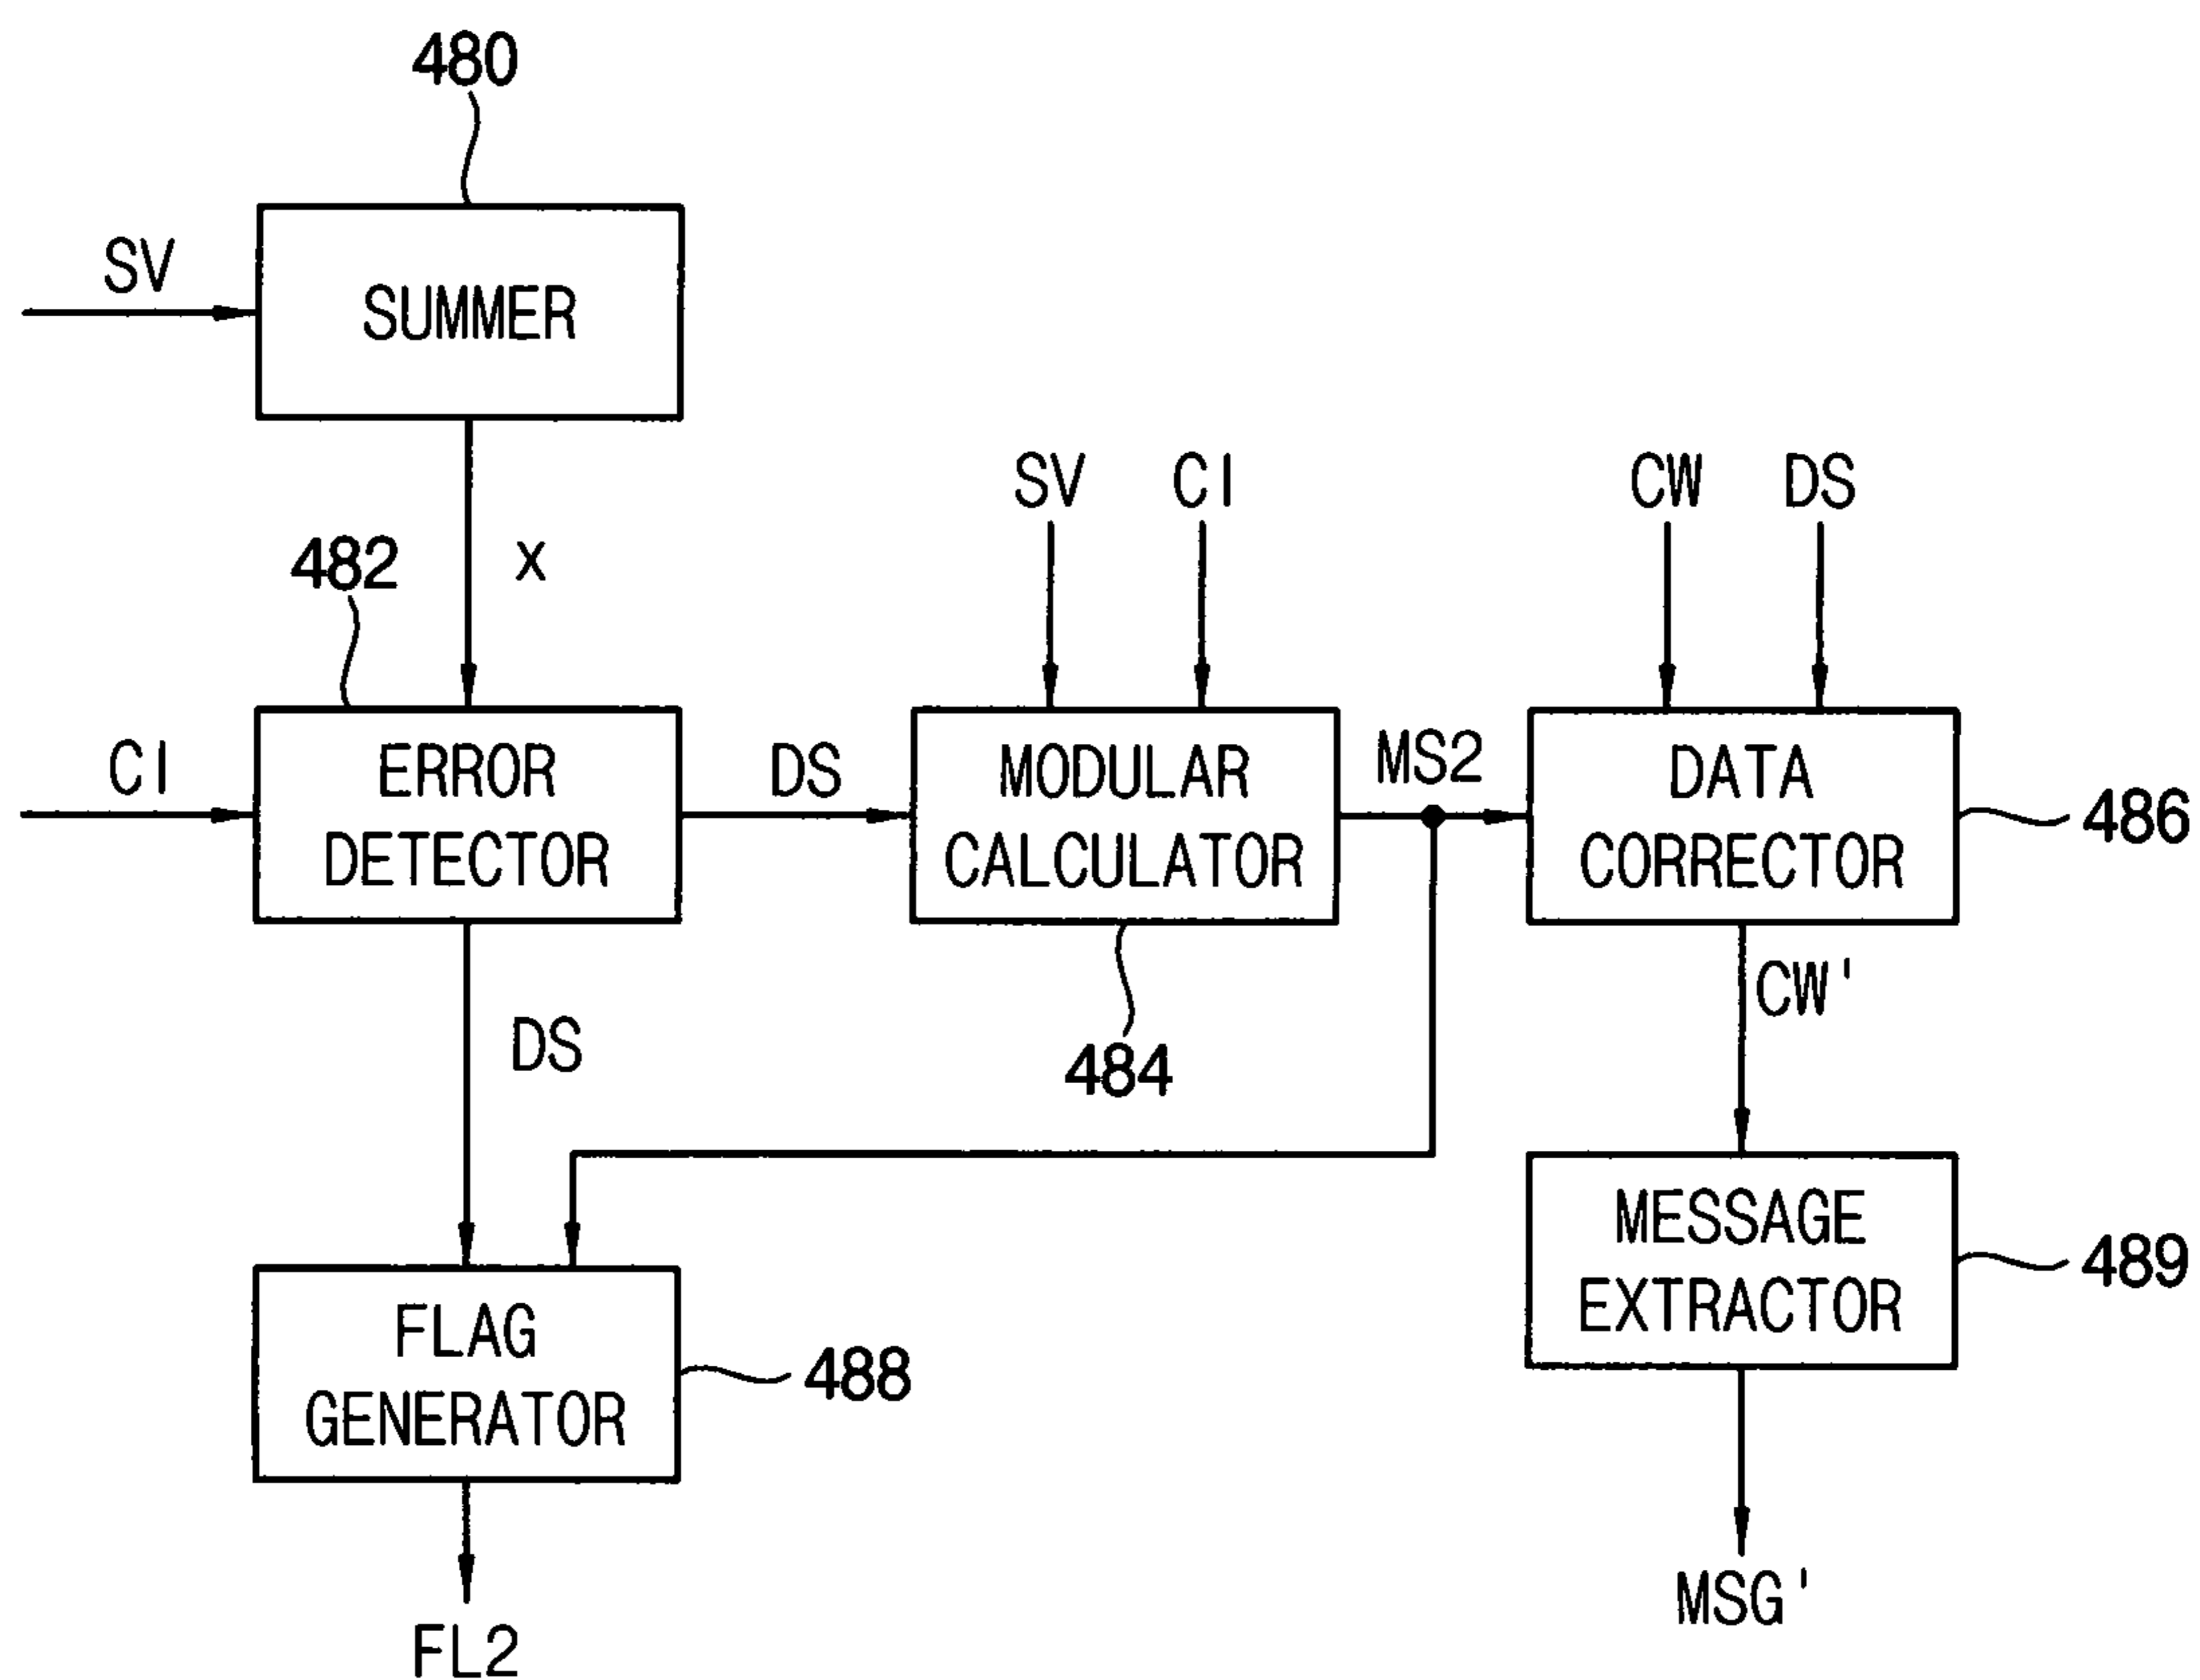 480
SV
SUMMER
SV
CI
CW
DS
482
X
CI
ERROR
DETECTOR
DS
MODULAR
CALCULATOR
MS2
DATA
CORRECTOR
486
CW'
DS
484
MESSAGE
EXTRACTOR
489
FLAG
GENERATOR
488
MSG'
FL2